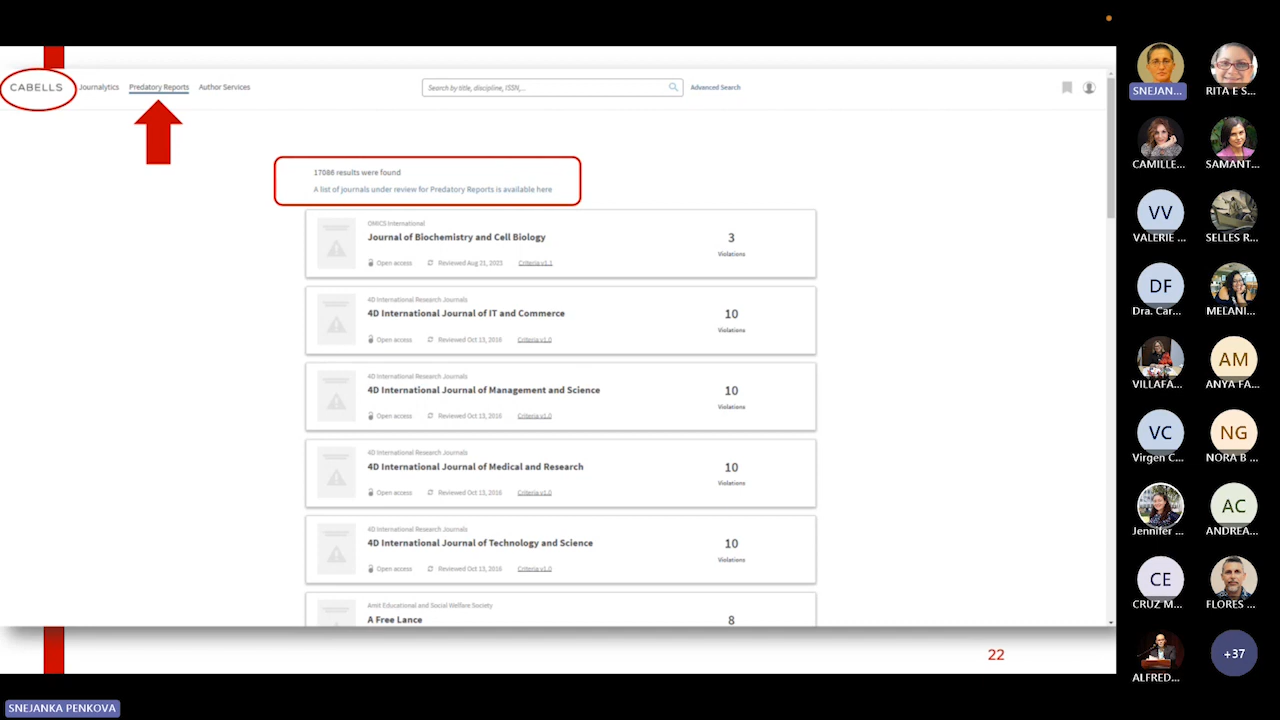 CABELLS
Journalytics
Predatory Reports
Author Services
Search by title, discipline, ISSN,...
Advanced Search
17086 results were found
A list of journals under review for Predatory Reports is available here
OMICS International
Journal of Biochemistry and Cell Biology
Open access
Reviewed Aug 21, 2023
Criteria v1.1
3
Violations
4D International Research Journals
4D International Journal of IT and Commerce
Open access
Reviewed Oct 13, 2016
Criteria v1.0
10
Violations
4D International Research Journals
4D International Journal of Management and Science
Open access
Reviewed Oct 13, 2016
Criteria v1.0
10
Violations
4D International Research Journals
4D International Journal of Medical and Research
Open access
Reviewed Oct 13, 2016
Criteria v1.0
10
Violations
4D International Research Journals
4D International Journal of Technology and Science
Open access
Reviewed Oct 13, 2016
Criteria v1.0
10
Violations
Amit Educational and Social Welfare Society
A Free Lance
8
22
SNEJAN...
RITA E S...
CAMILLE...
SAMANT...
VV
VALERIE ...
SELLES R...
DF
Dra. Car...
MELANI...
VILLAFA...
AM
ANYA FA...
VC
Virgen C...
NG
NORA B ...
Jennifer ...
AC
ANDREA...
CE
CRUZ M...
FLORES ...
ALFRED...
+37
SNEJANKA PENKOVA